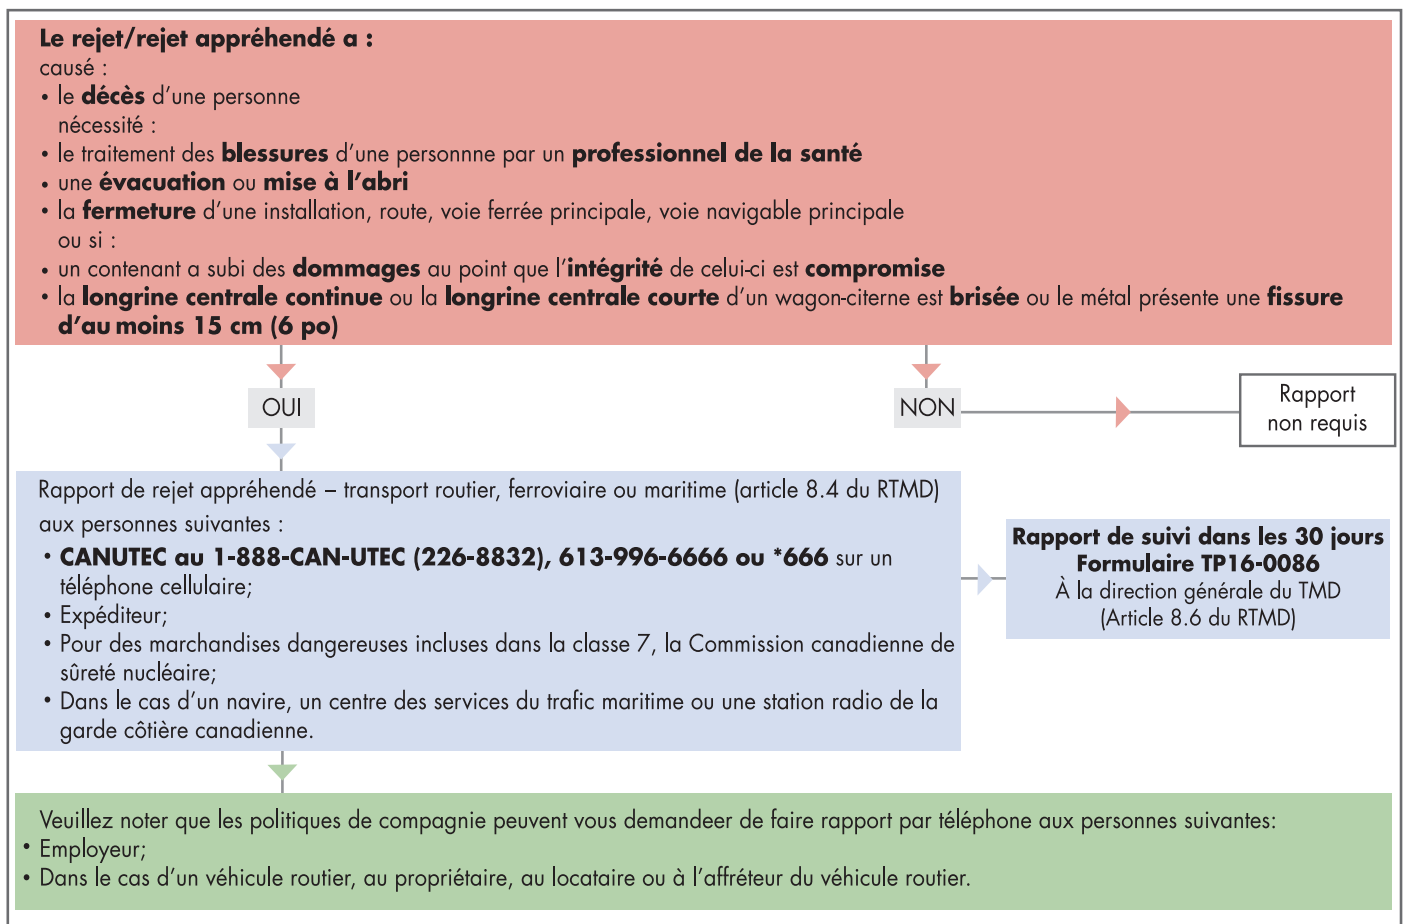 Le rejet/rejet appréhendé a :
causé :
• le décès d'une personne
nécessité :
• le traitement des blessures d'une personnne par un professionnel de la santé
• une évacuation ou mise à l'abri
• la fermeture d'une installation, route, voie ferrée principale, voie navigable principale
ou si :
• un contenant a subi des dommages au point que l'intégrité de celui-ci est compromise
• la longrine centrale continue ou la longrine centrale courte d'un wagon-citerne est brisée ou le métal présente une fissure
d'au moins 15 cm (6 po)
OUI
NON
Rapport
non requis
Rapport de rejet appréhendé – transport routier, ferroviaire ou maritime (article 8.4 du RTMD)
aux personnes suivantes :
• CANUTEC au 1-888-CAN-UTEC (226-8832), 613-996-6666 ou *666 sur un
téléphone cellulaire;
• Expéditeur;
• Pour des marchandises dangereuses incluses dans la classe 7, la Commission canadienne de
sûreté nucléaire;
• Dans le cas d'un navire, un centre des services du trafic maritime ou une station radio de la
garde côtière canadienne.
Rapport de suivi dans les 30 jours
Formulaire TP16-0086
À la direction générale du TMD
(Article 8.6 du RTMD)
Veuillez noter que les politiques de compagnie peuvent vous demandeer de faire rapport par téléphone aux personnes suivantes:
• Employeur;
• Dans le cas d'un véhicule routier, au propriétaire, au locataire ou à l'affréteur du véhicule routier.